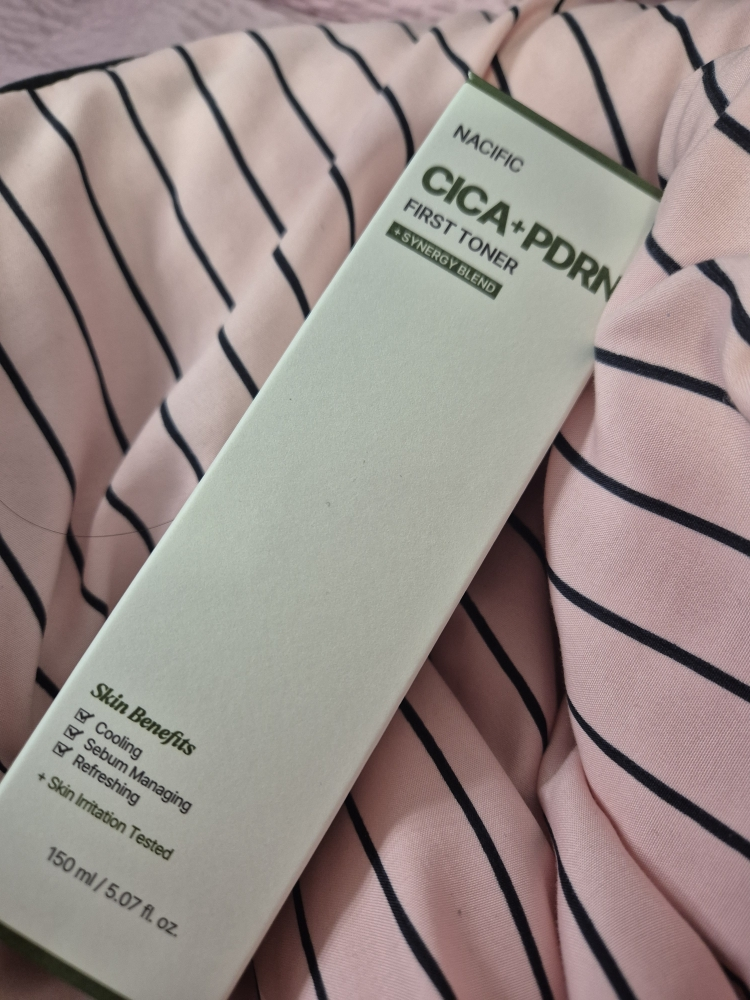 NACIFIC
CICA+PDRN
FIRST TONER
+ SYNERGY BLEND
Skin Benefits
☑ Cooling
☑ Sebum Managing
☑ Refreshing
+ Skin Irritation Tested
150 ml / 5.07 fl. oz.